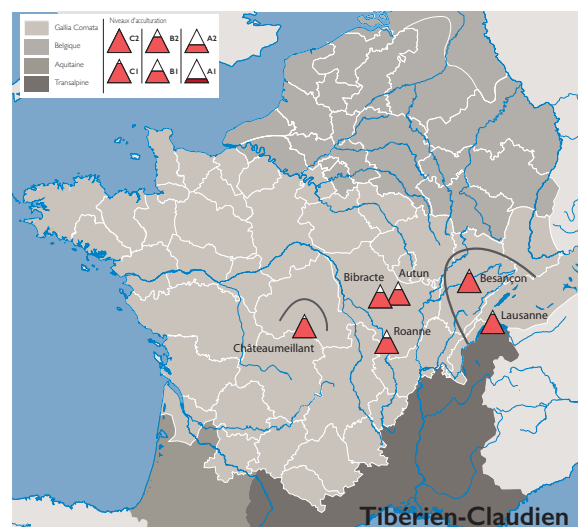 Gallia Comata
Belgique
Aquitaine
Transalpine
Niveaux d'acculturation
C2
B2
A2
C1
B1
A1
Bibracte
Autun
Besançon
Lausanne
Roanne
Châteaumeillant
Tibérien-Claudien